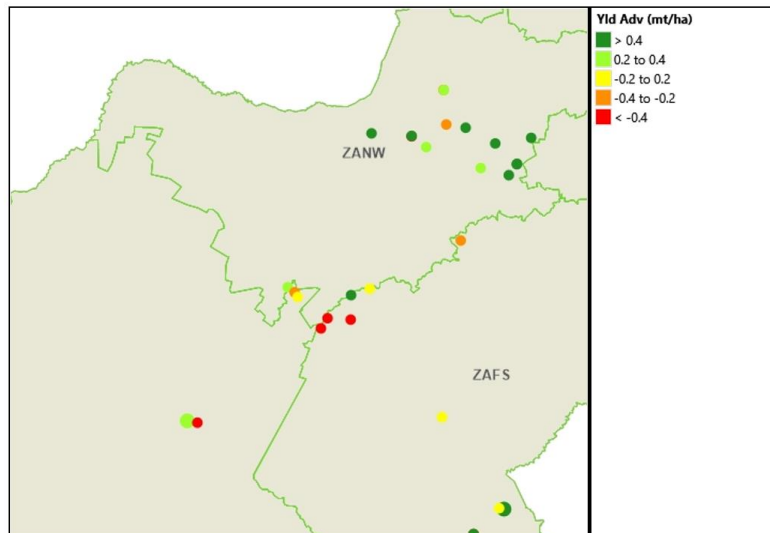 Yld Adv (mt/ha)
> 0.4
0.2 to 0.4
-0.2 to 0.2
-0.4 to -0.2
< -0.4
ZANW
ZAFS